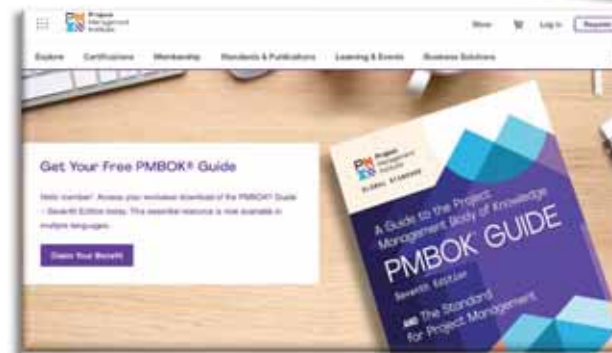 Project
Management
Institute
Store
Log In
Register
Explore
Certifications
Membership
Standards & Publications
Learning & Events
Business Solutions
Get Your Free PMBOK® Guide
Hello member! Access your exclusive download of the PMBOK® Guide
– Seventh Edition today. This essential resource is now available in
multiple languages.
Claim Your Benefit
Project
Management
Institute
GLOBAL STANDARD
A Guide to the Project
Management Body of Knowledge
PMBOK® GUIDE
Seventh Edition
AND The Standard
for Project Management